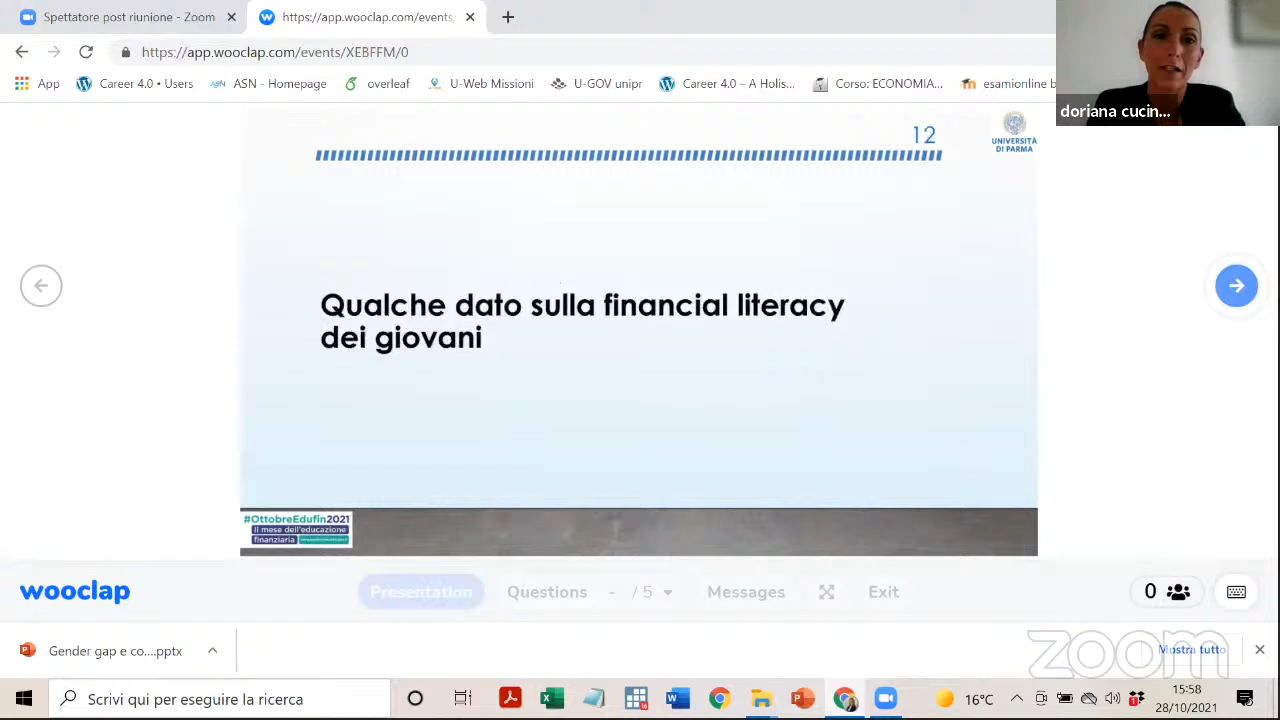 Spettatore post riunione - Zoom
https://app.wooclap.com/events,
https://app.wooclap.com/events/XEBFFM/0
App
Career 4.0 • Users
ASN - Homepage
overleaf
U-Web Missioni
U-GOV unipr
Career 4.0 – A Holis...
Corso: ECONOMIA...
esamionline b
doriana cucin...
12
UNIVERSITÀ
DI PARMA
Qualche dato sulla financial literacy
dei giovani
#OttobreEdufin2021
Il mese dell'educazione
finanziaria
wooclap
Presentation
Questions
- / 5
Messages
Exit
0
Gender gap e co....pptx
Mostra tutto
zoom
Scrivi qui per eseguire la ricerca
16°C
15:58
28/10/2021